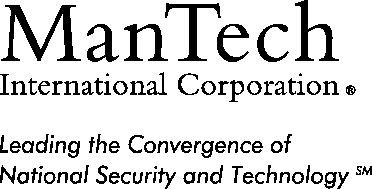 ManTech
International Corporation ®
Leading the Convergence of
National Security and Technology ℠